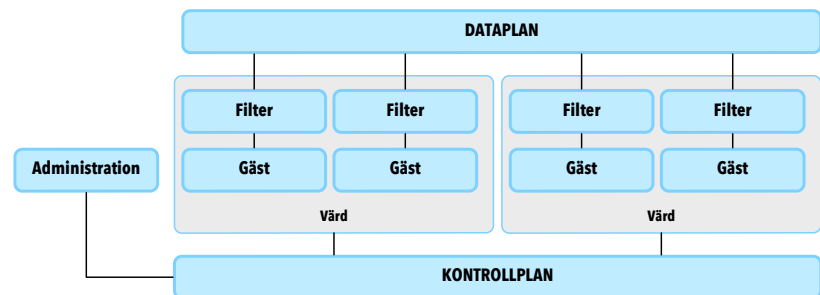 DATAPLAN
Filter
Filter
Filter
Filter
Administration
Gäst
Gäst
Gäst
Gäst
Värd
Värd
KONTROLLPLAN